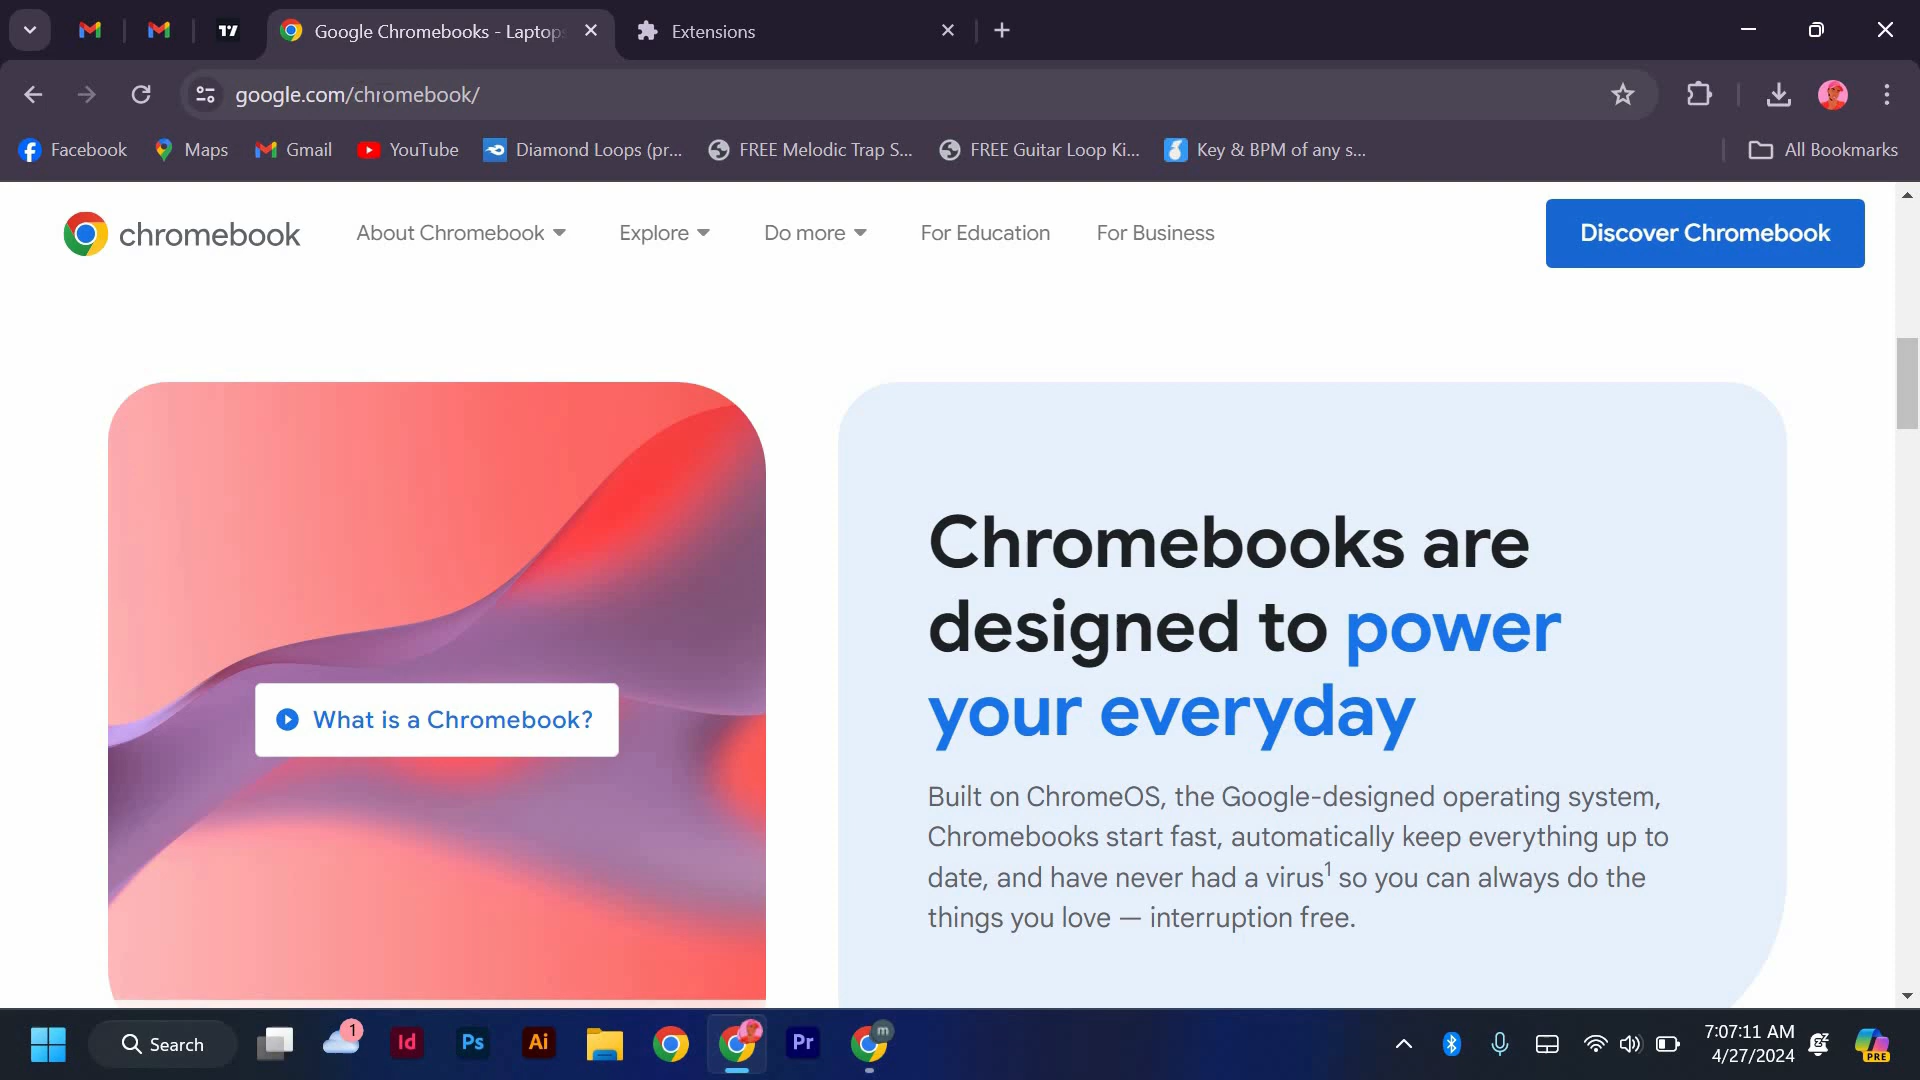 Google Chromebooks - Laptops
Extensions
google.com/chromebook/
Facebook
Maps
Gmail
YouTube
Diamond Loops (pr...
FREE Melodic Trap S...
FREE Guitar Loop Ki...
Key & BPM of any s...
All Bookmarks
chromebook
About Chromebook
Explore
Do more
For Education
For Business
Discover Chromebook
What is a Chromebook?
Chromebooks are
designed to power
your everyday
Built on ChromeOS, the Google-designed operating system,
Chromebooks start fast, automatically keep everything up to
date, and have never had a virus1 so you can always do the
things you love — interruption free.
Search
1
Id
Ps
Ai
Pr
m
7:07:11 AM
4/27/2024
PRE